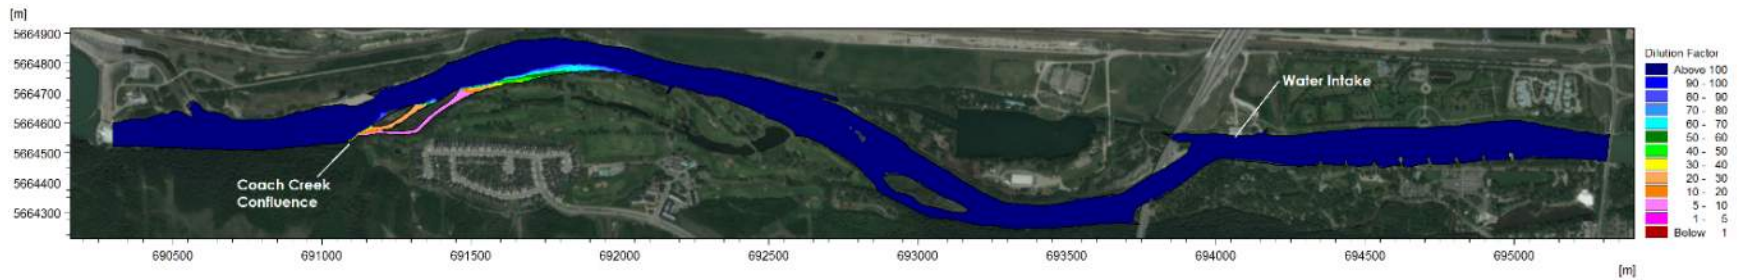 [m]
5664900
5664800
5664700
5664600
5664500
5664400
5664300
Coach Creek
Confluence
Water Intake
690500 691000 691500 692000 692500 693000 693500 694000 694500 695000
[m]
Dilution Factor
Above 100
90 - 100
80 - 90
70 - 80
60 - 70
50 - 60
40 - 50
30 - 40
20 - 30
10 - 20
5 - 10
1 - 5
Below 1